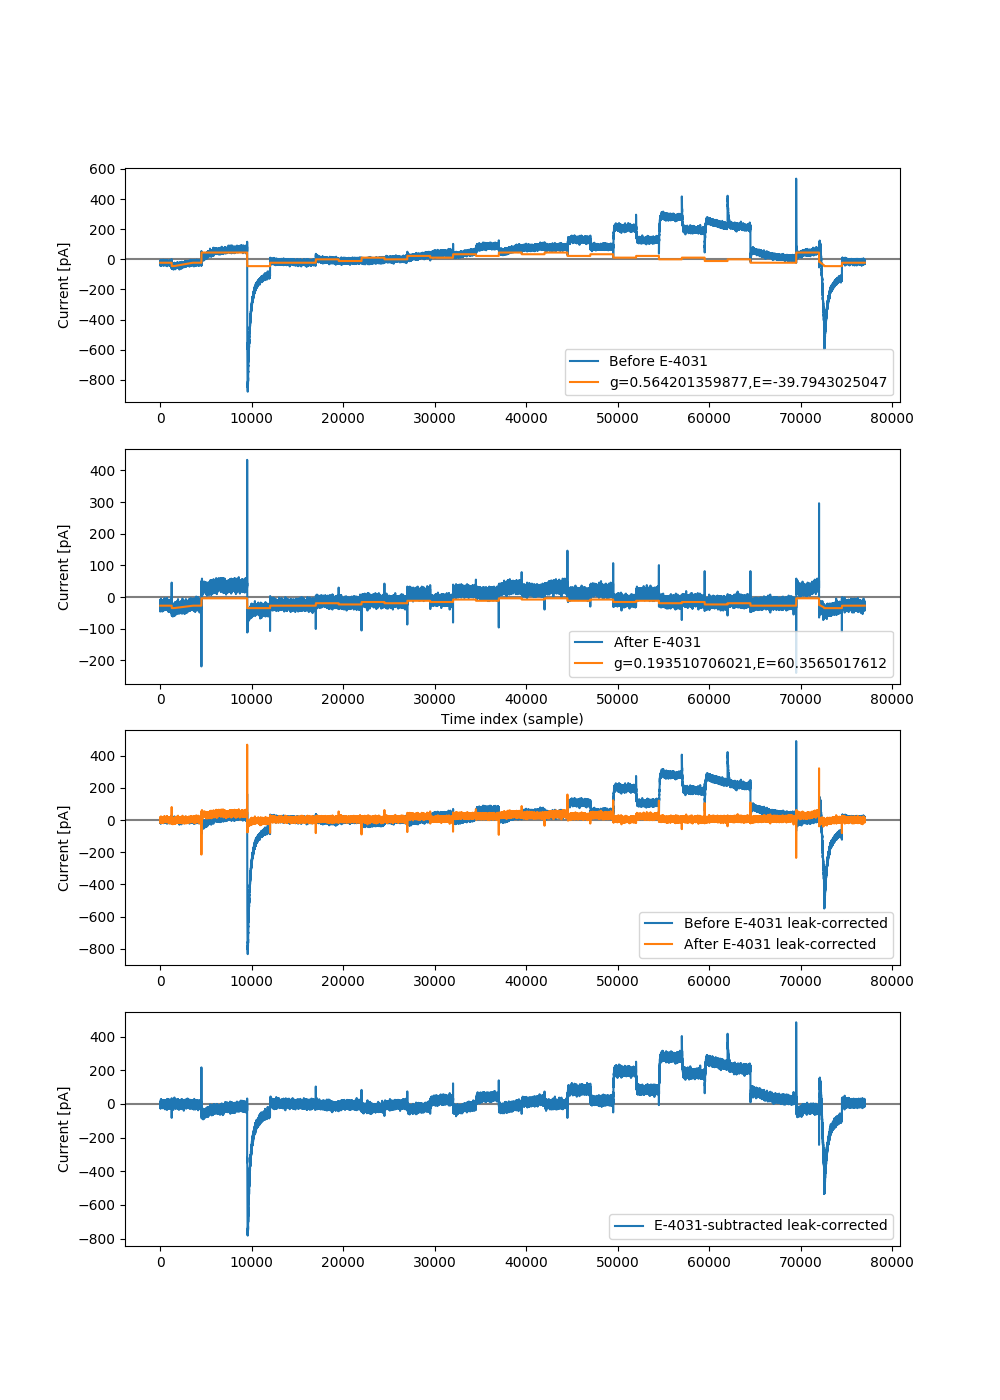 600
400
200
0
−200
−400
−600
−800
Current [pA]
Before E-4031
g=0.564201359877,E=-39.7943025047
0 10000 20000 30000 40000 50000 60000 70000 80000
400
300
200
100
0
−100
−200
Current [pA]
After E-4031
g=0.193510706021,E=60.3565017612
0 10000 20000 30000 40000 50000 60000 70000 80000
Time index (sample)
400
200
0
−200
−400
−600
−800
Current [pA]
Before E-4031 leak-corrected
After E-4031 leak-corrected
0 10000 20000 30000 40000 50000 60000 70000 80000
400
200
0
−200
−400
−600
−800
Current [pA]
E-4031-subtracted leak-corrected
0 10000 20000 30000 40000 50000 60000 70000 80000